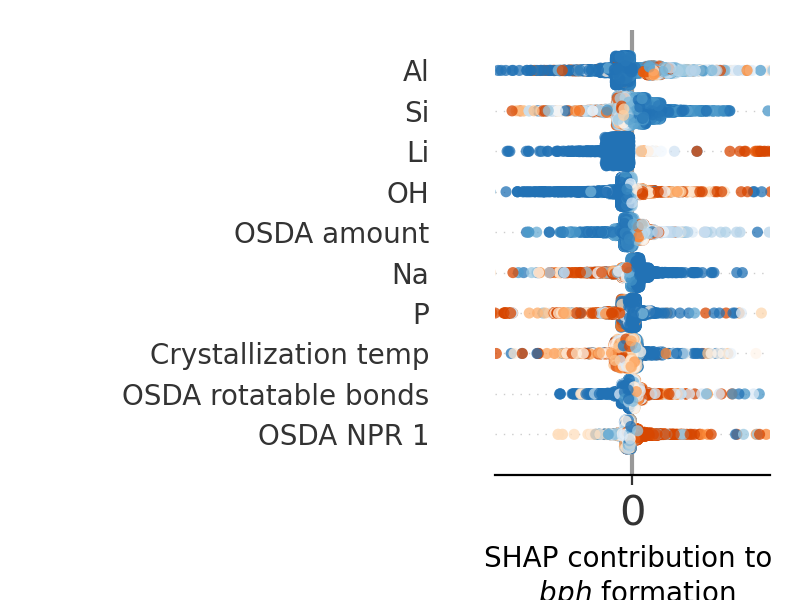 Al
Si
Li
OH
OSDA amount
Na
P
Crystallization temp
OSDA rotatable bonds
OSDA NPR 1
0
SHAP contribution to
bph formation